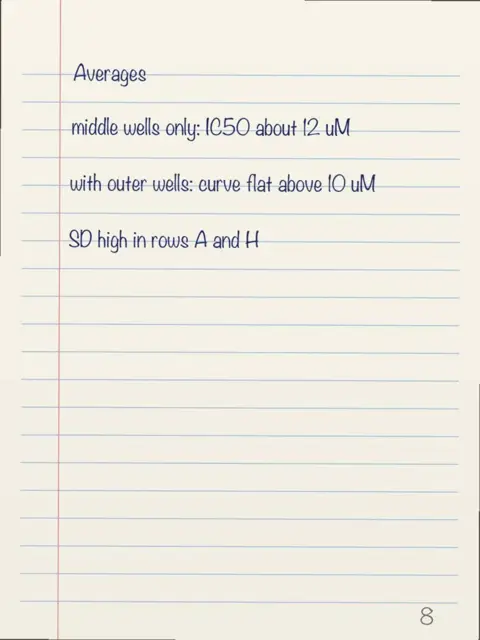 Averages
middle wells only: IC50 about 12 uM
with outer wells: curve flat above 10 uM
SD high in rows A and H
8